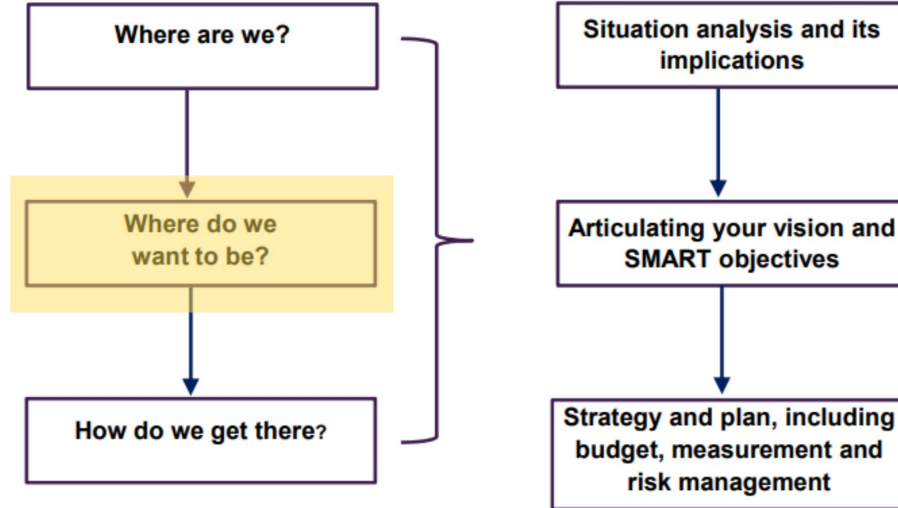 Where are we?
Where do we
want to be?
How do we get there?
Situation analysis and its
implications
Articulating your vision and
SMART objectives
Strategy and plan, including
budget, measurement and
risk management